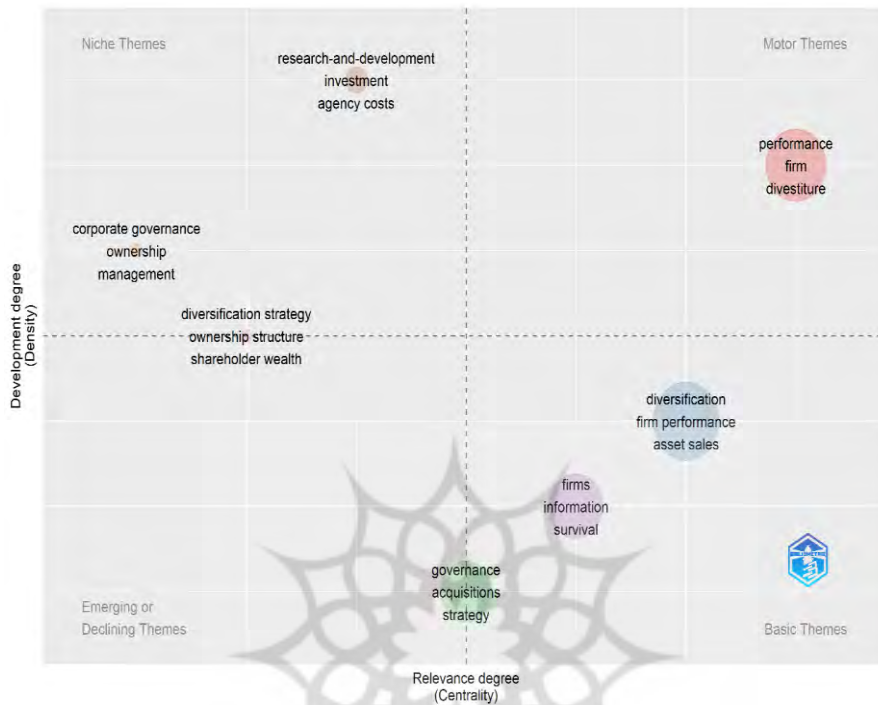 Niche Themes
Motor Themes
research-and-development
investment
agency costs
performance
firm
divestiture
corporate governance
ownership
management
diversification strategy
ownership structure
shareholder wealth
Development degree
(Density)
diversification
firm performance
asset sales
firms
information
survival
governance
acquisitions
strategy
Emerging or
Declining Themes
Basic Themes
Relevance degree
(Centrality)